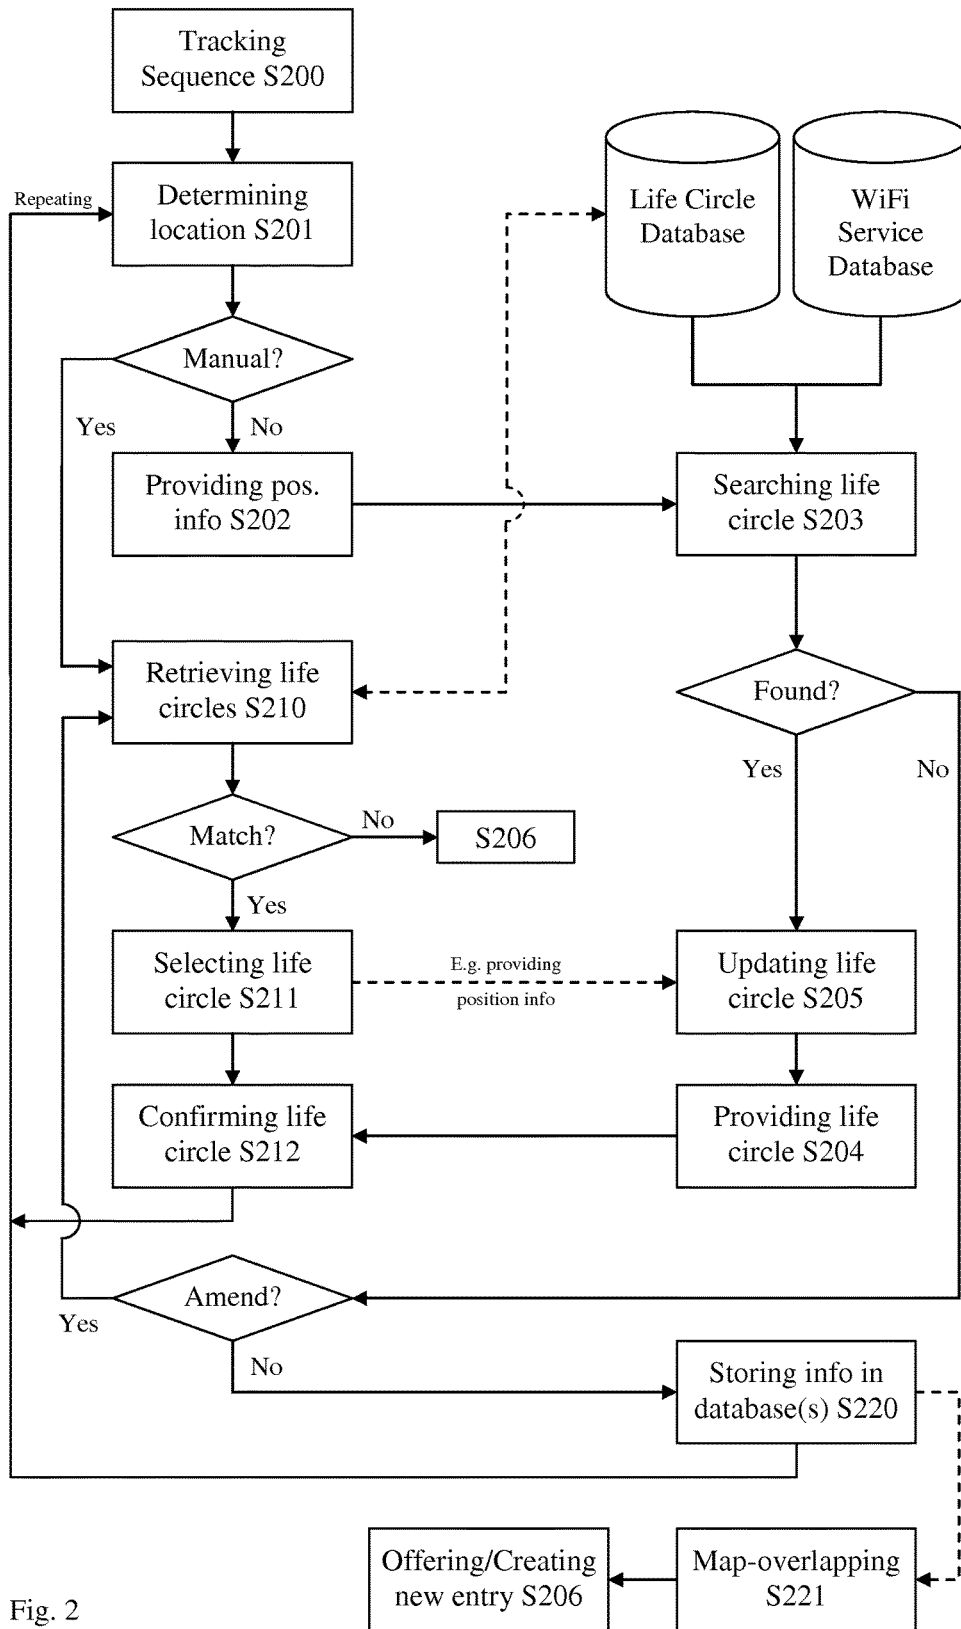 Tracking
Sequence S200
Repeating
Determining
location S201
Life Circle
Database
WiFi
Service
Database
Manual?
Yes
No
Providing pos.
info S202
Searching life
circle S203
Retrieving life
circles S210
Found?
Yes
No
Match?
No
S206
Yes
Selecting life
circle S211
E.g. providing
position info
Updating life
circle S205
Confirming life
circle S212
Providing life
circle S204
Amend?
Yes
No
Storing info in
database(s) S220
Offering/Creating
new entry S206
Map-overlapping
S221
Fig. 2